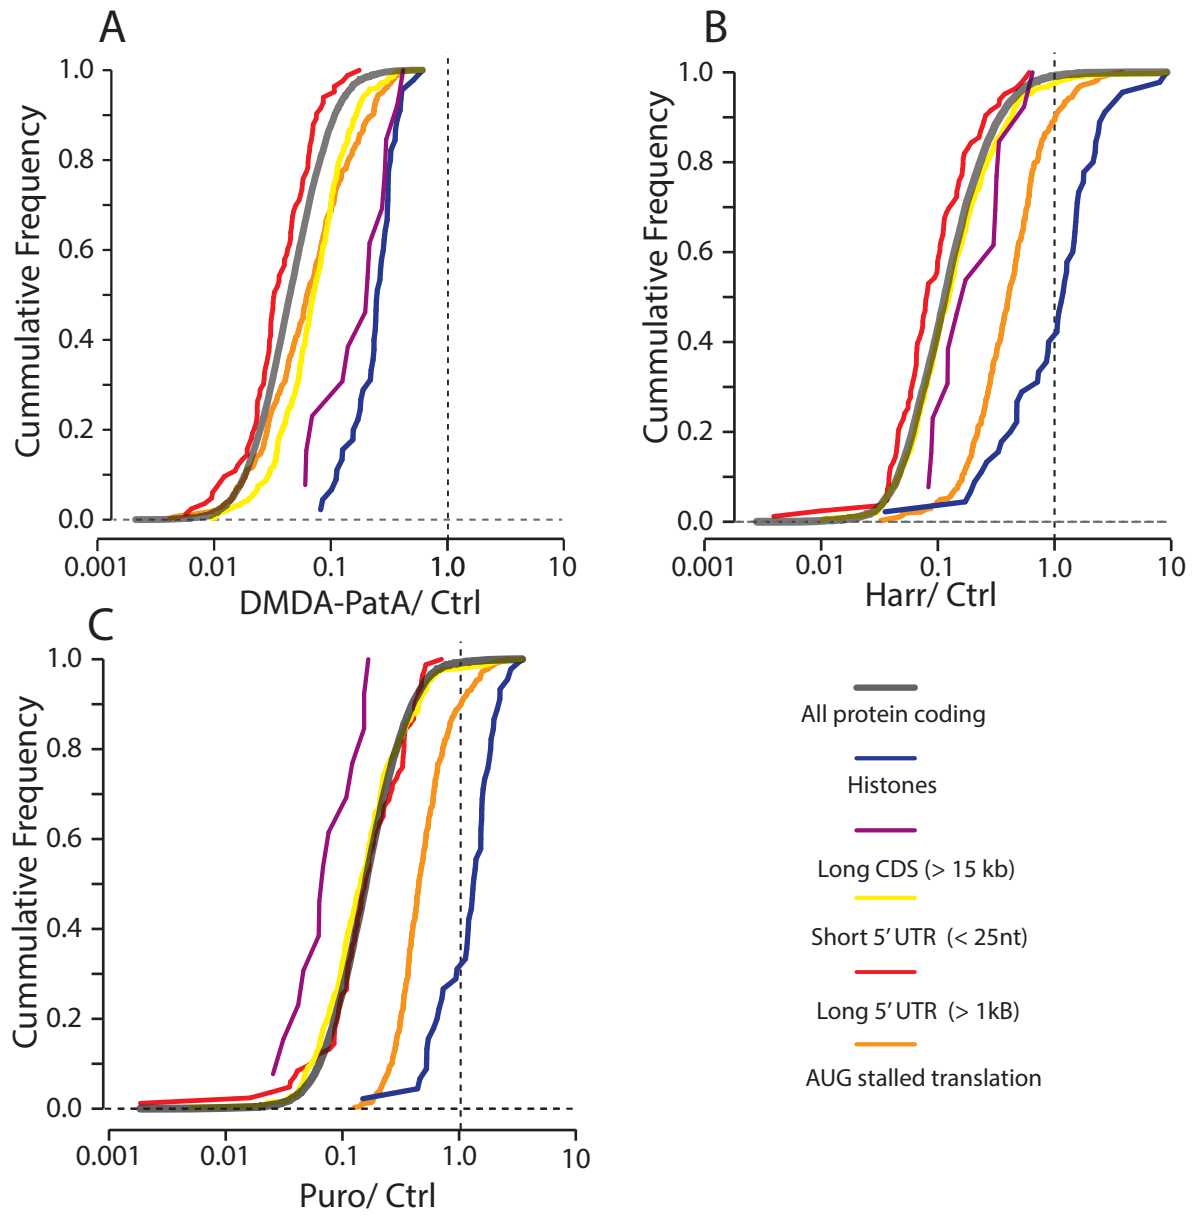 A
Cummulative Frequency
1.0
0.8
0.6
0.4
0.2
0.0
0.001
0.01
0.1
1.0
10
DMDA-PatA/ Ctrl
B
Cummulative Frequency
1.0
0.8
0.6
0.4
0.2
0.0
0.001
0.01
0.1
1.0
10
Harr/ Ctrl
C
Cummulative Frequency
1.0
0.8
0.6
0.4
0.2
0.0
0.001
0.01
0.1
1.0
10
Puro/ Ctrl
All protein coding
Histones
Long CDS (> 15 kb)
Short 5' UTR (< 25nt)
Long 5' UTR (> 1kB)
AUG stalled translation